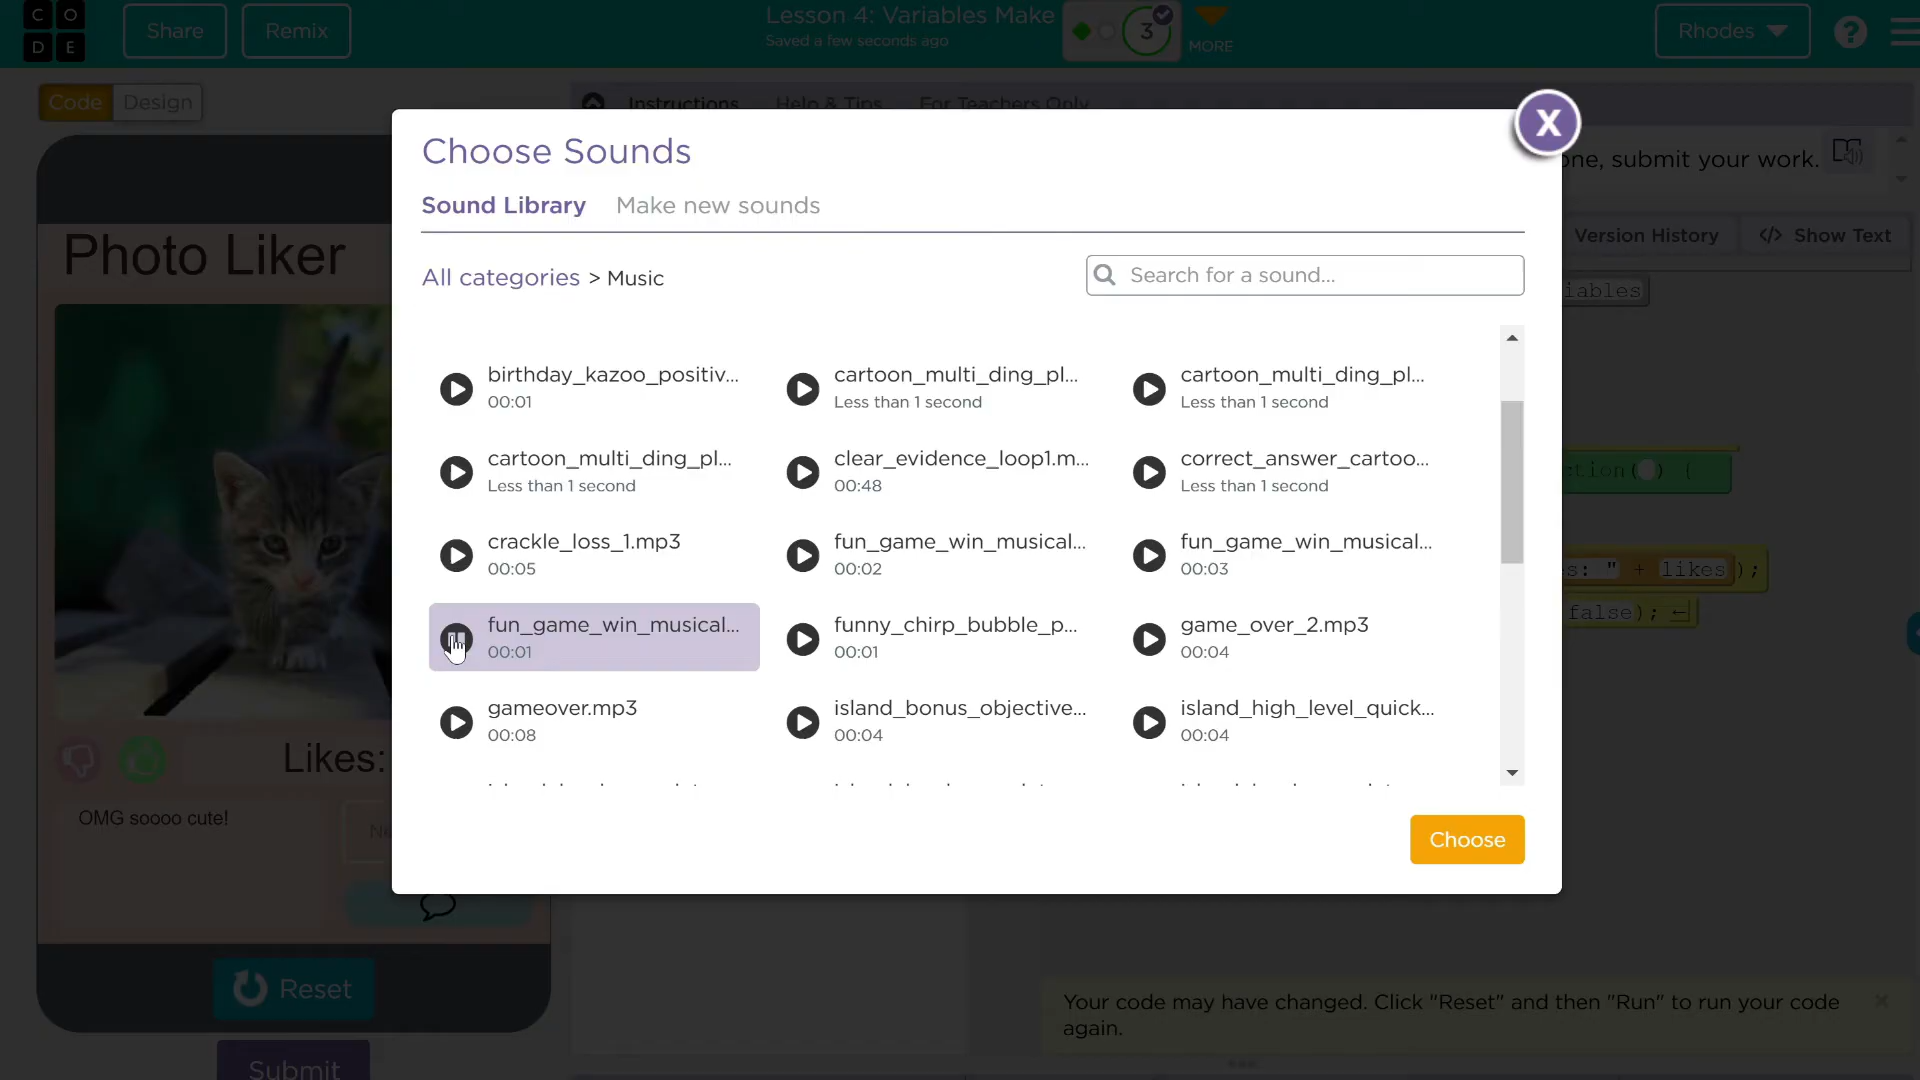 C O
D E
Share
Remix
Lesson 4: Variables Make
Saved a few seconds ago
3
MORE
Rhodes
?
Code
Design
Instructions
Help & Tips
For Teachers Only
Choose Sounds
X
one, submit your work.
Sound Library
Make new sounds
Version History
</> Show Text
Photo Liker
All categories > Music
Search for a sound...
iables
birthday_kazoo_positiv...
00:01
cartoon_multi_ding_pl...
Less than 1 second
cartoon_multi_ding_pl...
Less than 1 second
cartoon_multi_ding_pl...
Less than 1 second
clear_evidence_loop1.m...
00:48
correct_answer_cartoo...
Less than 1 second
ction( ) {
crackle_loss_1.mp3
00:05
fun_game_win_musical...
00:02
fun_game_win_musical...
00:03
s: " + likes );
false);
fun_game_win_musical...
00:01
funny_chirp_bubble_p...
00:01
game_over_2.mp3
00:04
gameover.mp3
00:08
island_bonus_objective...
00:04
island_high_level_quick...
00:04
Likes:
OMG soooo cute!
Choose
Reset
Your code may have changed. Click "Reset" and then "Run" to run your code
again.
Submit